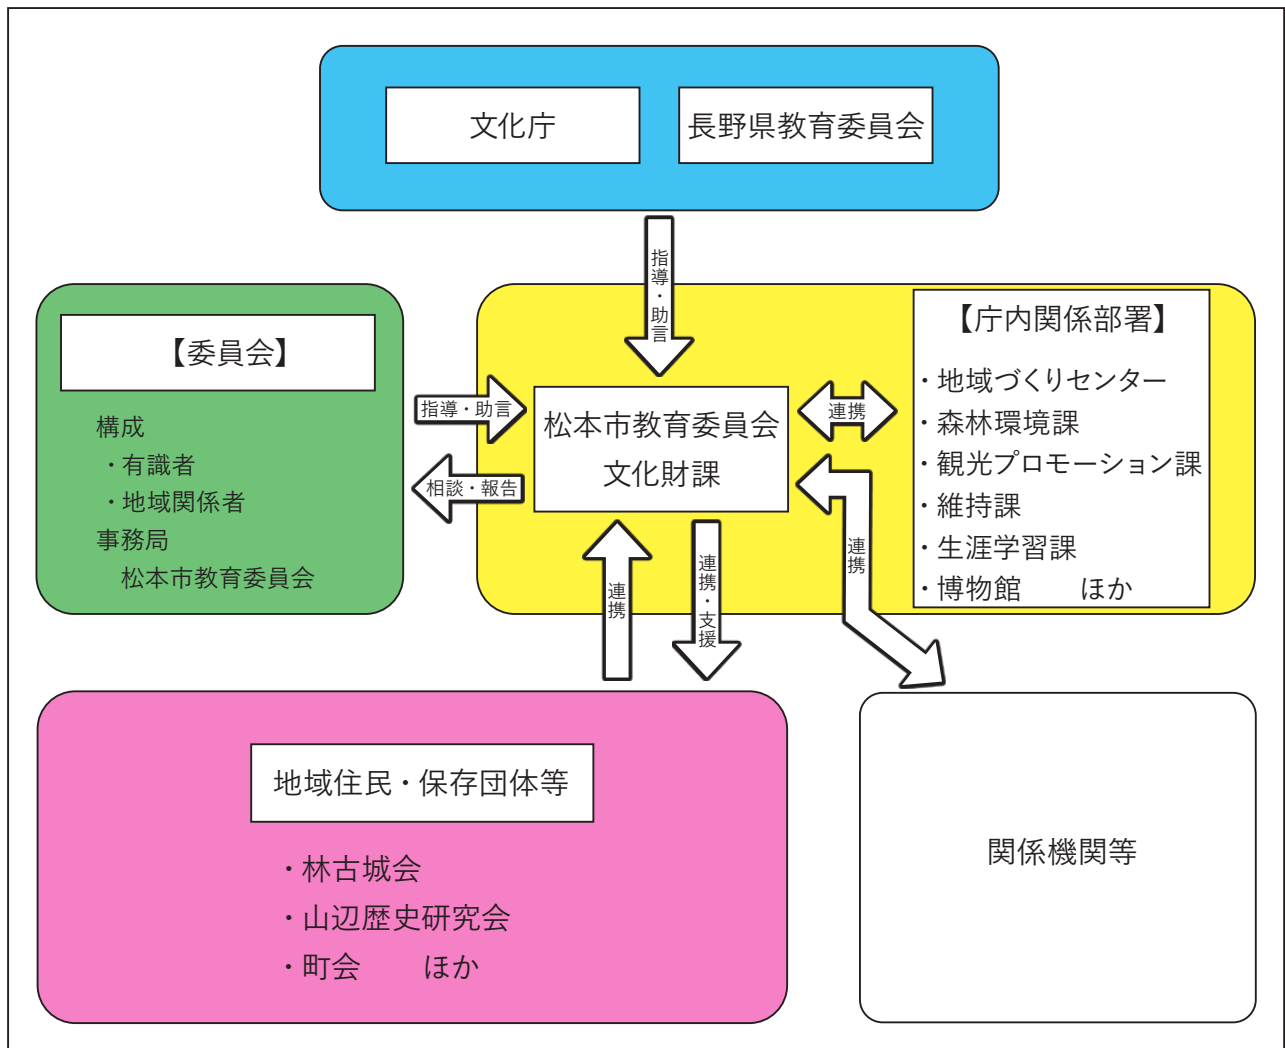 文化庁
長野県教育委員会
指導・助言
【委員会】
構成
・有識者
・地域関係者
事務局
松本市教育委員会
指導・助言
相談・報告
松本市教育委員会
文化財課
連携
【庁内関係部署】
・地域づくりセンター
・森林環境課
・観光プロモーション課
・維持課
・生涯学習課
・博物館　　ほか
連携
連携・支援
連携
地域住民・保存団体等
・林古城会
・山辺歴史研究会
・町会　　ほか
関係機関等